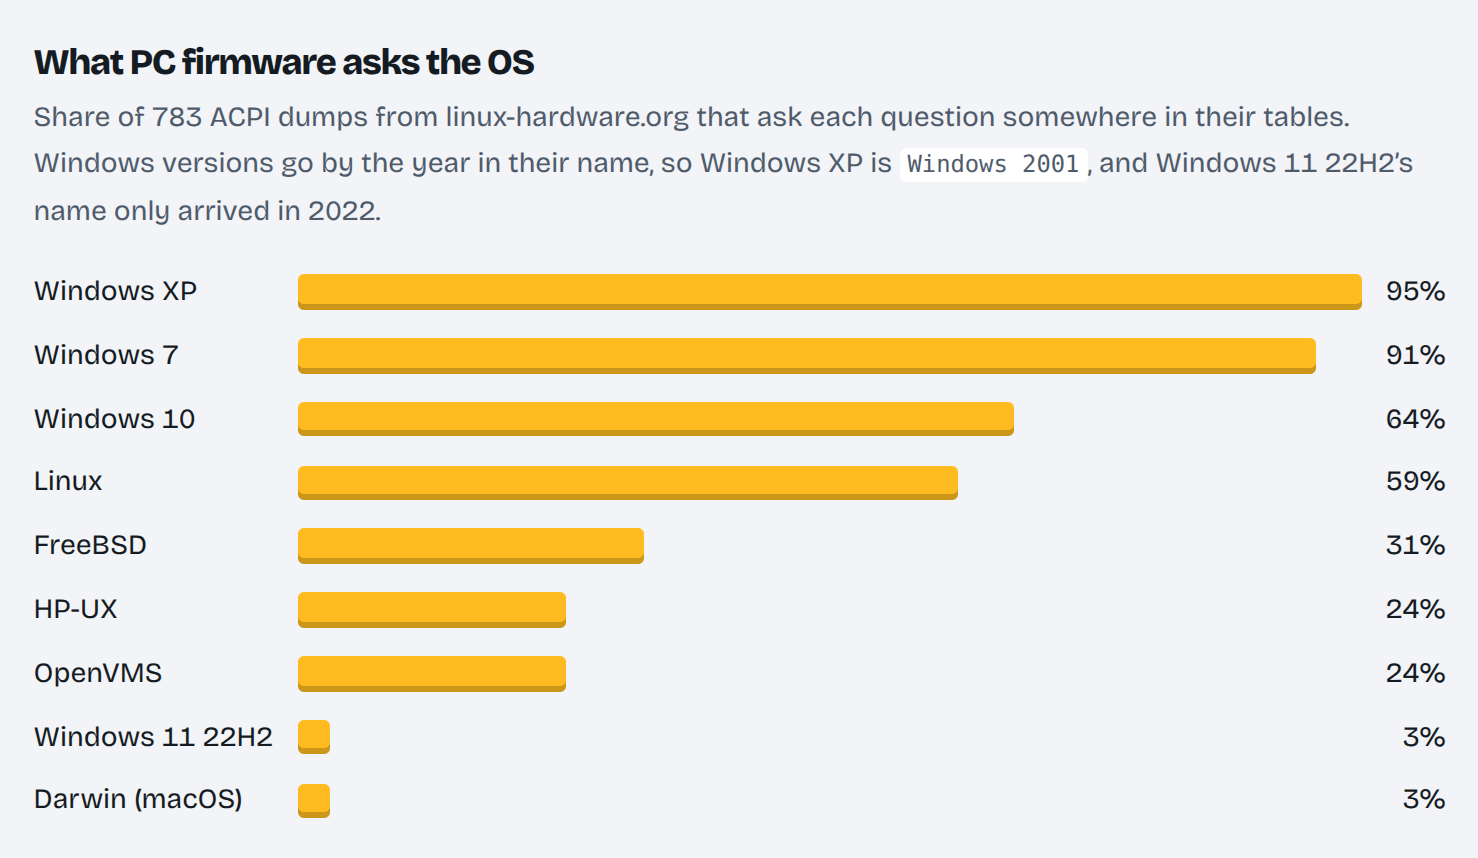 What PC firmware asks the OS
Share of 783 ACPI dumps from linux-hardware.org that ask each question somewhere in their tables.
Windows versions go by the year in their name, so Windows XP is Windows 2001, and Windows 11 22H2’s
name only arrived in 2022.
Windows XP 95%
Windows 7 91%
Windows 10 64%
Linux 59%
FreeBSD 31%
HP-UX 24%
OpenVMS 24%
Windows 11 22H2 3%
Darwin (macOS) 3%